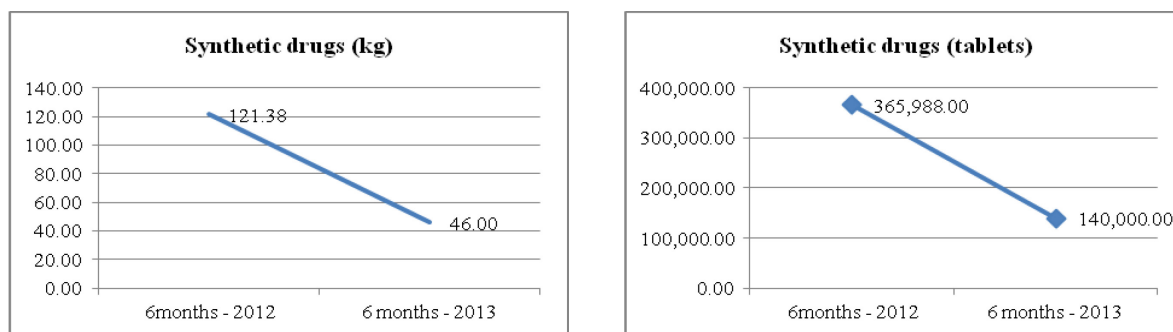 Synthetic drugs (kg)
140.00
120.00
100.00
80.00
60.00
40.00
20.00
0.00
121.38
46.00
6months - 2012
6 months - 2013
Synthetic drugs (tablets)
400,000.00
300,000.00
200,000.00
100,000.00
0.00
365,988.00
140,000.00
6months - 2012
6 months - 2013